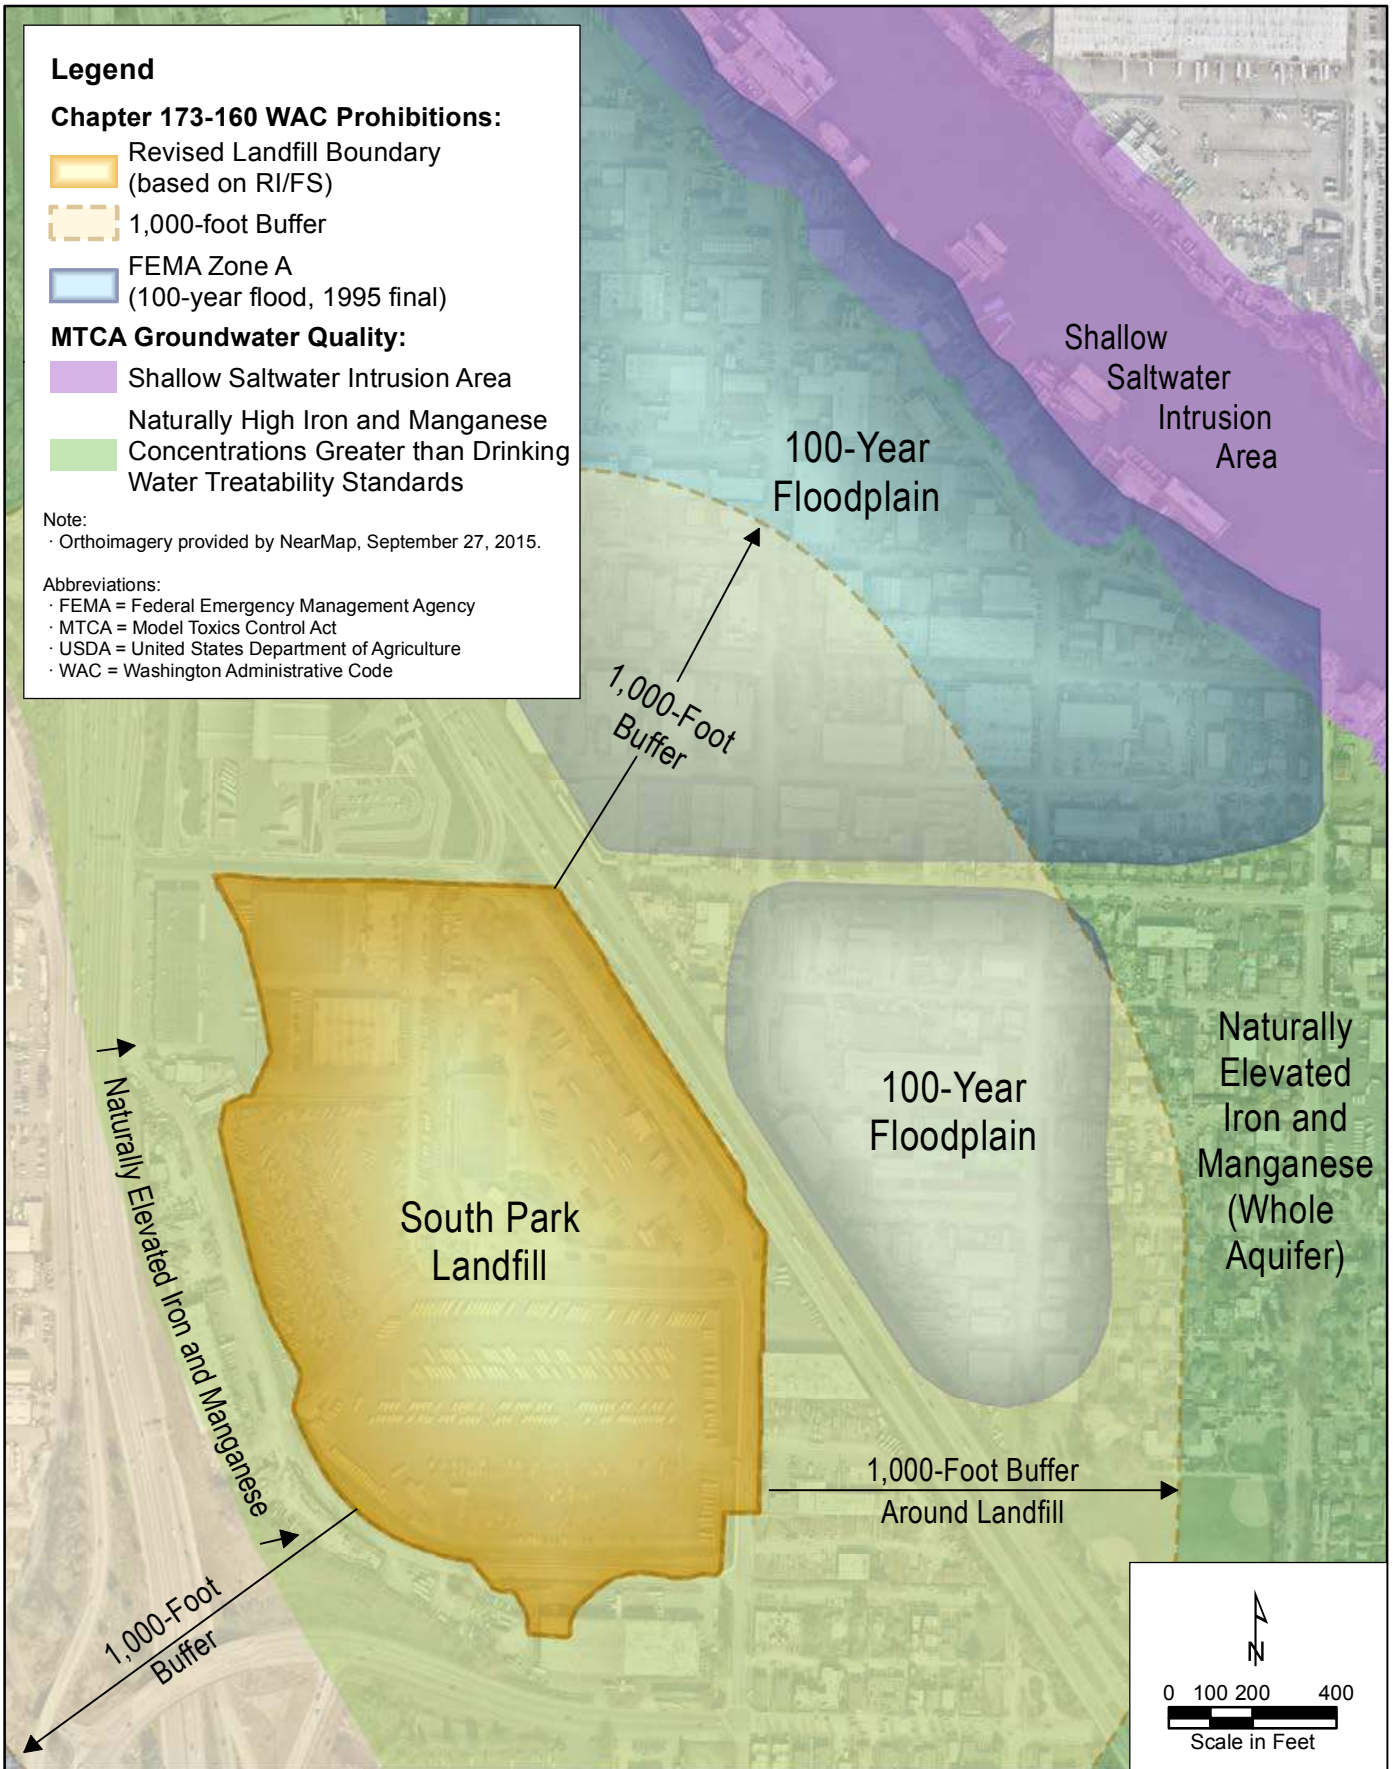 Legend
Chapter 173-160 WAC Prohibitions:
Revised Landfill Boundary
(based on RI/FS)
1,000-foot Buffer
FEMA Zone A
(100-year flood, 1995 final)
MTCA Groundwater Quality:
Shallow Saltwater Intrusion Area
Naturally High Iron and Manganese
Concentrations Greater than Drinking
Water Treatability Standards
Note:
· Orthoimagery provided by NearMap, September 27, 2015.
Abbreviations:
· FEMA = Federal Emergency Management Agency
· MTCA = Model Toxics Control Act
· USDA = United States Department of Agriculture
· WAC = Washington Administrative Code
Shallow
Saltwater
Intrusion
Area
100-Year
Floodplain
1,000-Foot
Buffer
Naturally
Elevated
Iron and
Manganese
(Whole
Aquifer)
100-Year
Floodplain
Naturally Elevated Iron and Manganese
South Park
Landfill
1,000-Foot Buffer
Around Landfill
1,000-Foot
Buffer
N
0 100 200 400
Scale in Feet